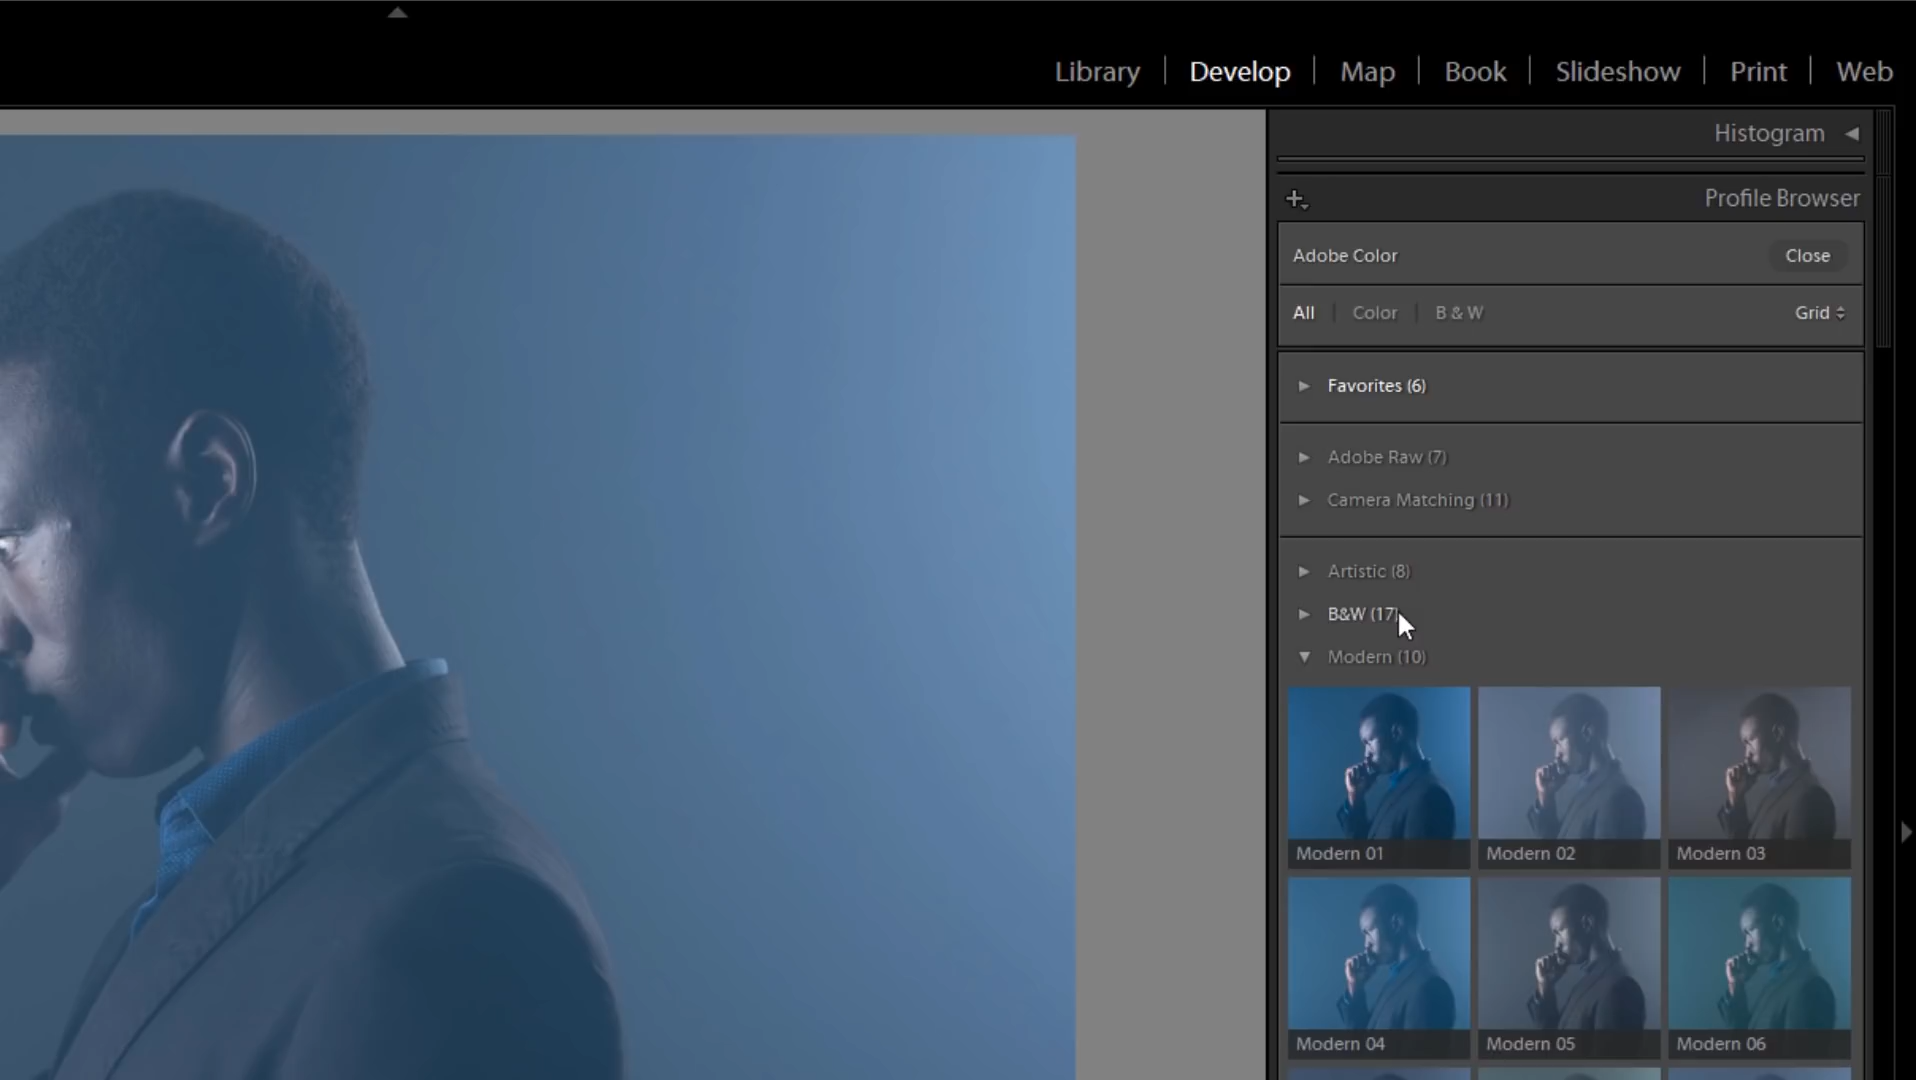 Library | Develop | Map | Book | Slideshow | Print | Web
Histogram
Profile Browser
Adobe Color Close
All | Color | B & W Grid
Favorites (6)
Adobe Raw (7)
Camera Matching (11)
Artistic (8)
B&W (17)
Modern (10)
Modern 01 Modern 02 Modern 03
Modern 04 Modern 05 Modern 06